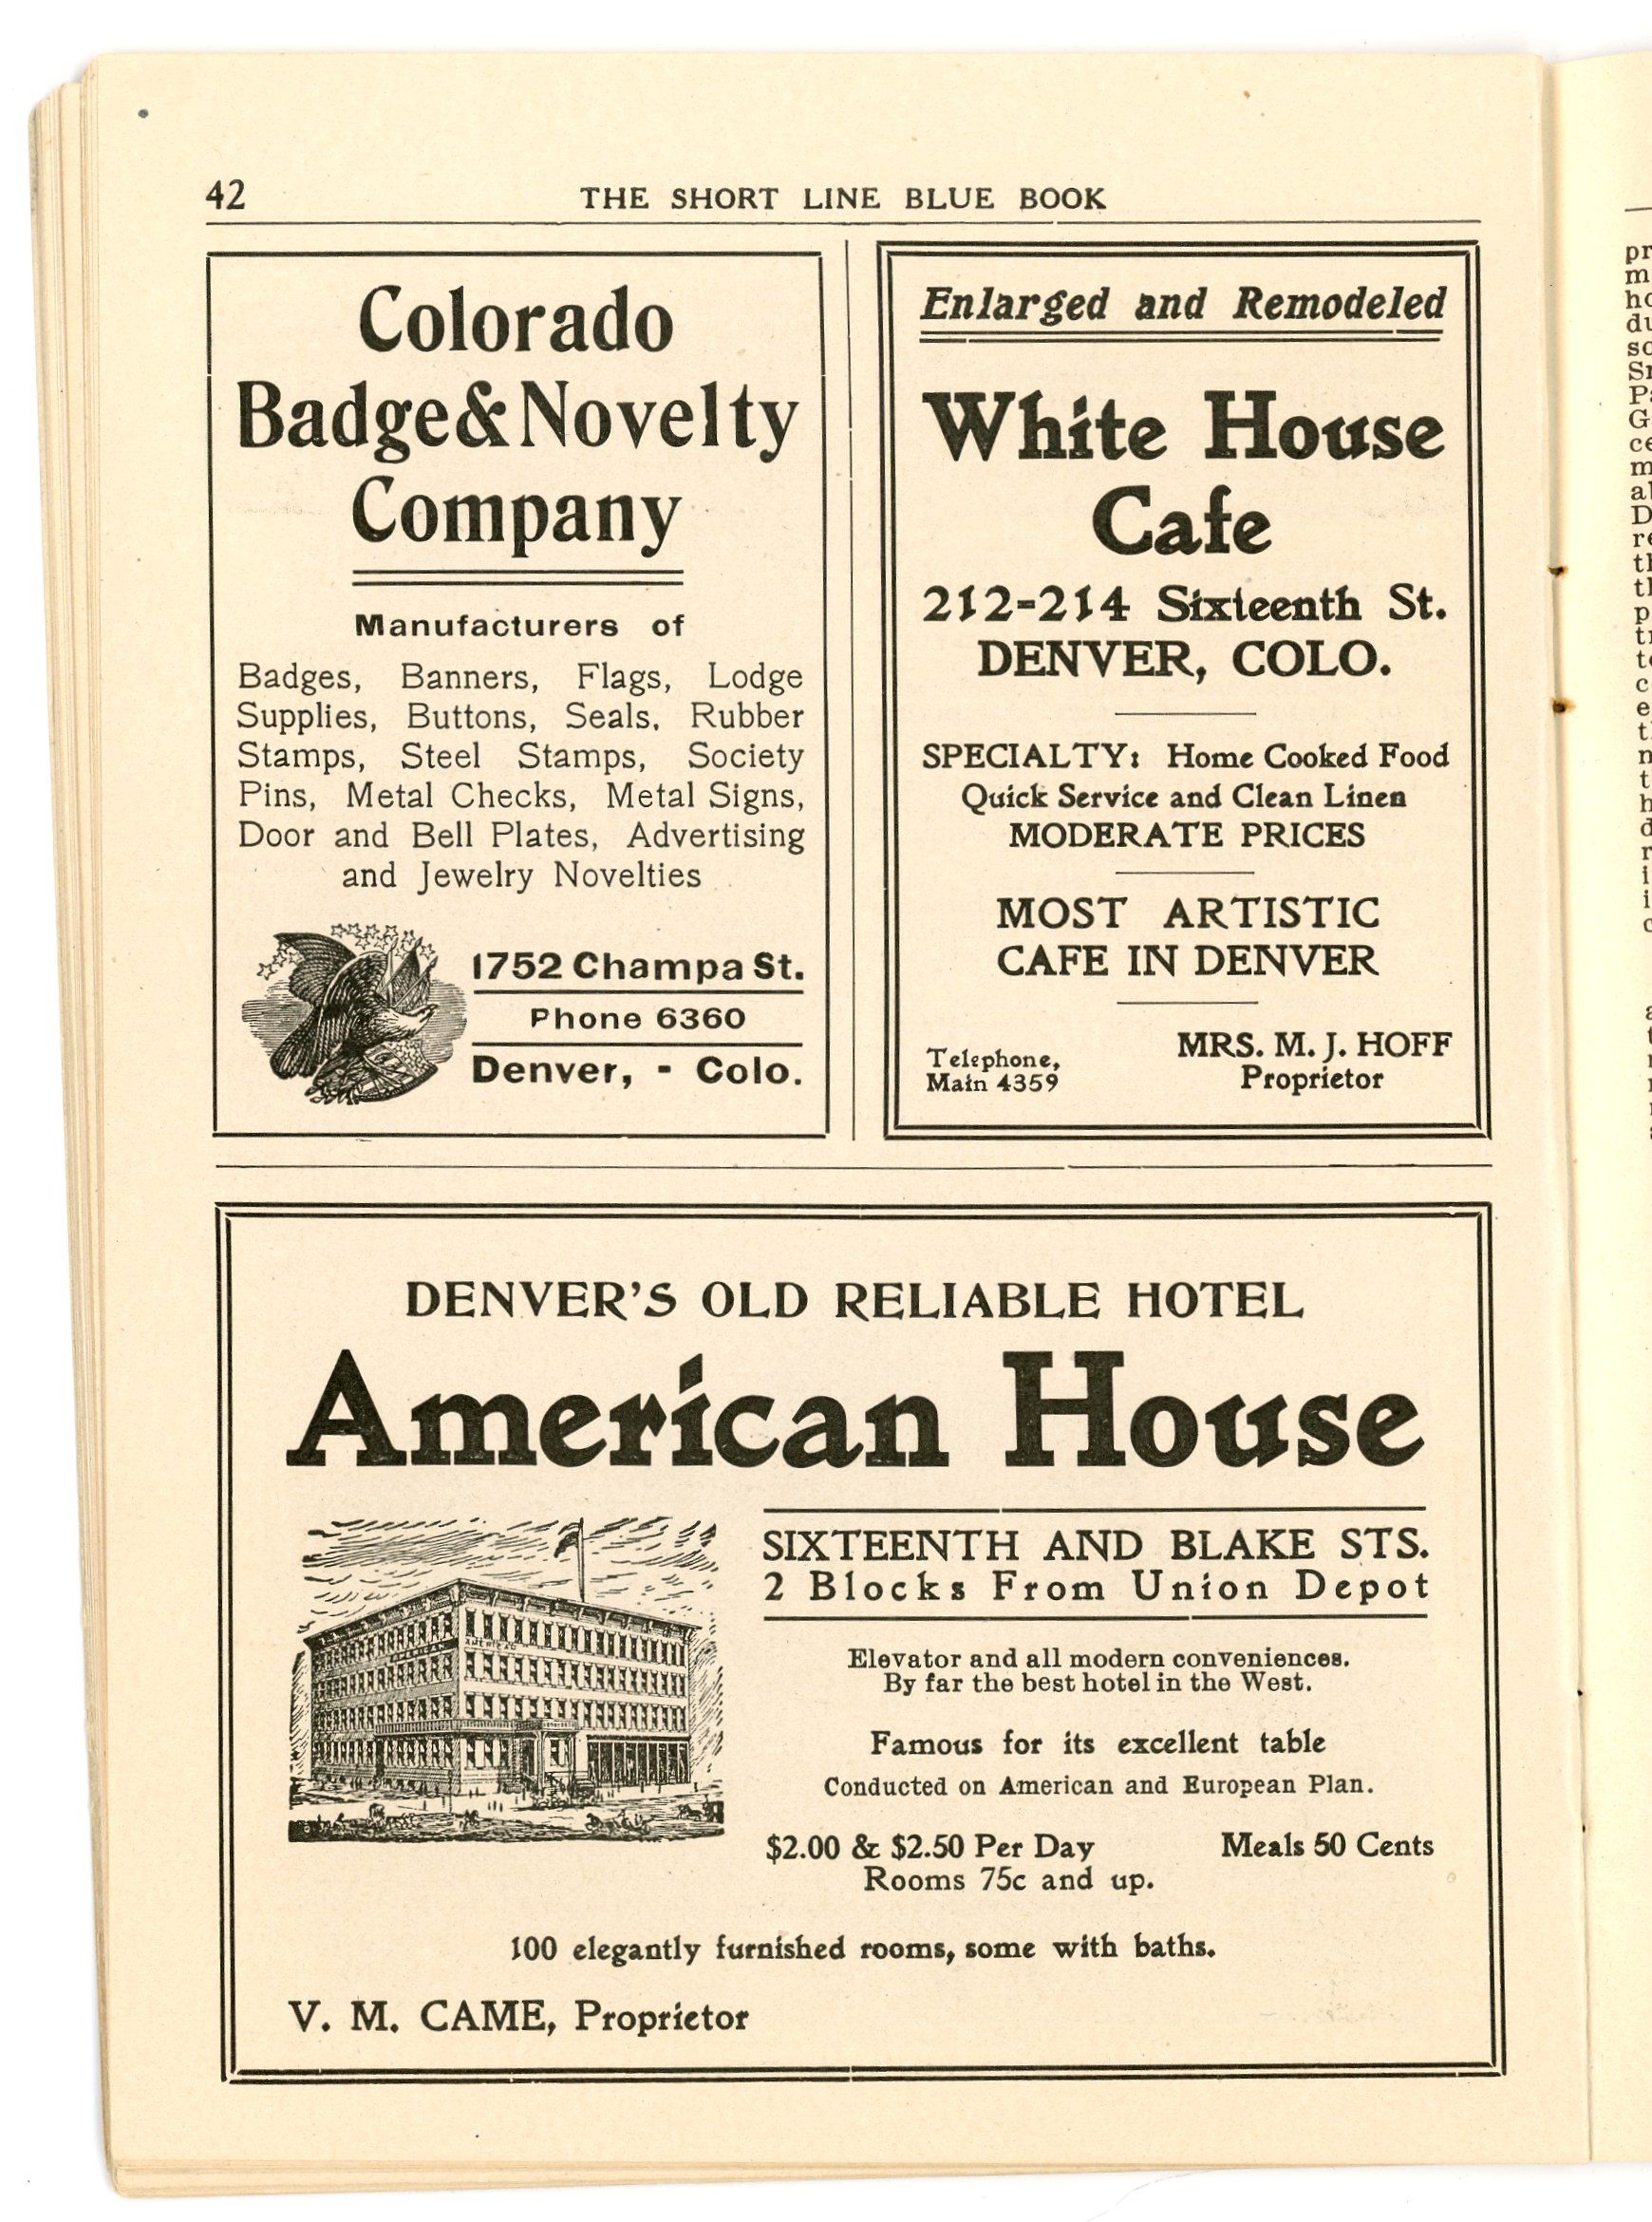 42
THE SHORT LINE BLUE BOOK
Colorado
Badge & Novelty
Company
Manufacturers of
Badges, Banners, Flags, Lodge
Supplies, Buttons, Seals, Rubber
Stamps, Steel Stamps, Society
Pins, Metal Checks, Metal Signs,
Door and Bell Plates, Advertising
and Jewelry Novelties
1752 Champa St.
Phone 6360
Denver, - Colo.
Enlarged and Remodeled
White House
Cafe
212-214 Sixteenth St.
DENVER, COLO.
SPECIALTY: Home Cooked Food
Quick Service and Clean Linen
MODERATE PRICES
MOST ARTISTIC
CAFE IN DENVER
Telephone,
Main 4359
MRS. M. J. HOFF
Proprietor
DENVER'S OLD RELIABLE HOTEL
American House
SIXTEENTH AND BLAKE STS.
2 Blocks From Union Depot
Elevator and all modern conveniences.
By far the best hotel in the West.
Famous for its excellent table
Conducted on American and European Plan.
$2.00 & $2.50 Per Day Meals 50 Cents
Rooms 75c and up.
100 elegantly furnished rooms, some with baths.
V. M. CAME, Proprietor